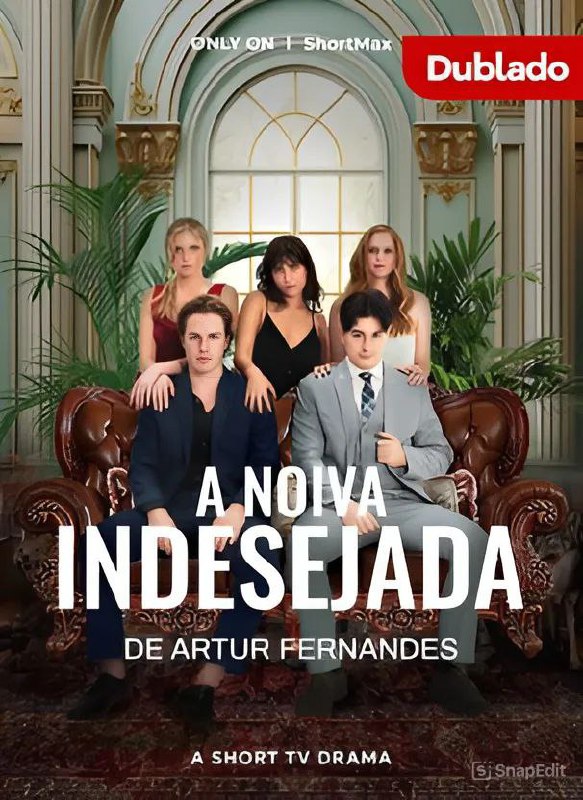 ONLY ON | ShortMax
Dublado
A NOIVA
INDESEJADA
DE ARTUR FERNANDES
A SHORT TV DRAMA
SnapEdit